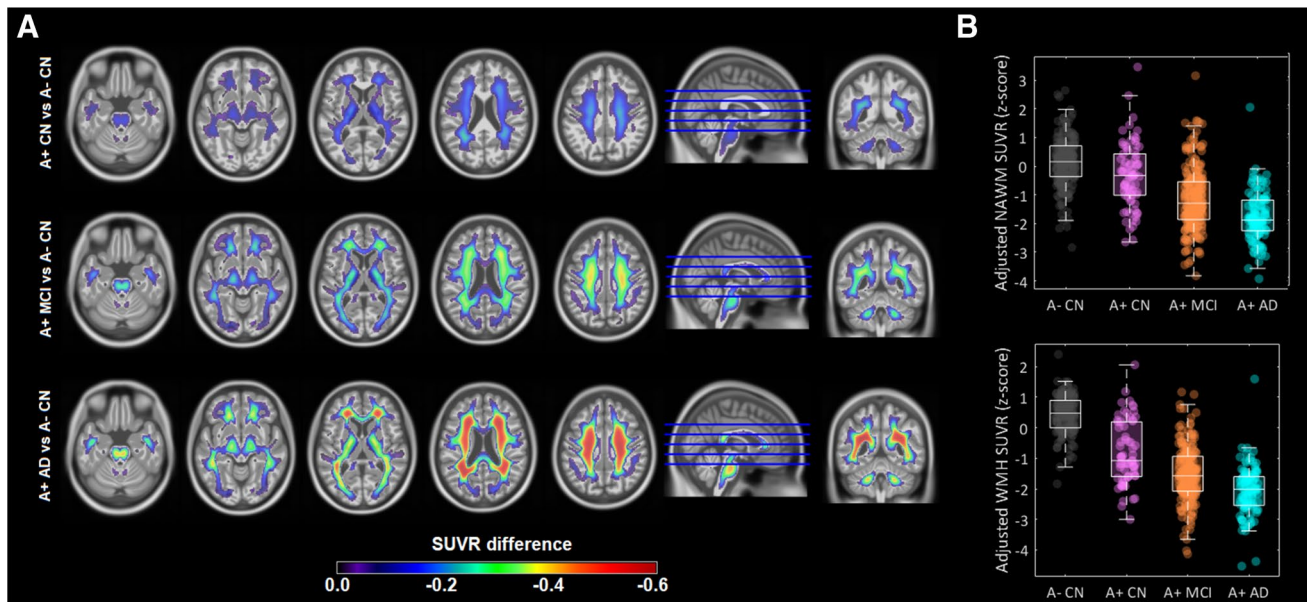 A
A+ CN vs A- CN
A+ MCI vs A- CN
A+ AD vs A- CN
SUVR difference
0.0 -0.2 -0.4 -0.6
B
Adjusted NAWM SUVR (z-score)
3
2
1
0
-1
-2
-3
-4
A- CN A+ CN A+ MCI A+ AD
Adjusted WMH SUVR (z-score)
2
1
0
-1
-2
-3
-4
A- CN A+ CN A+ MCI A+ AD